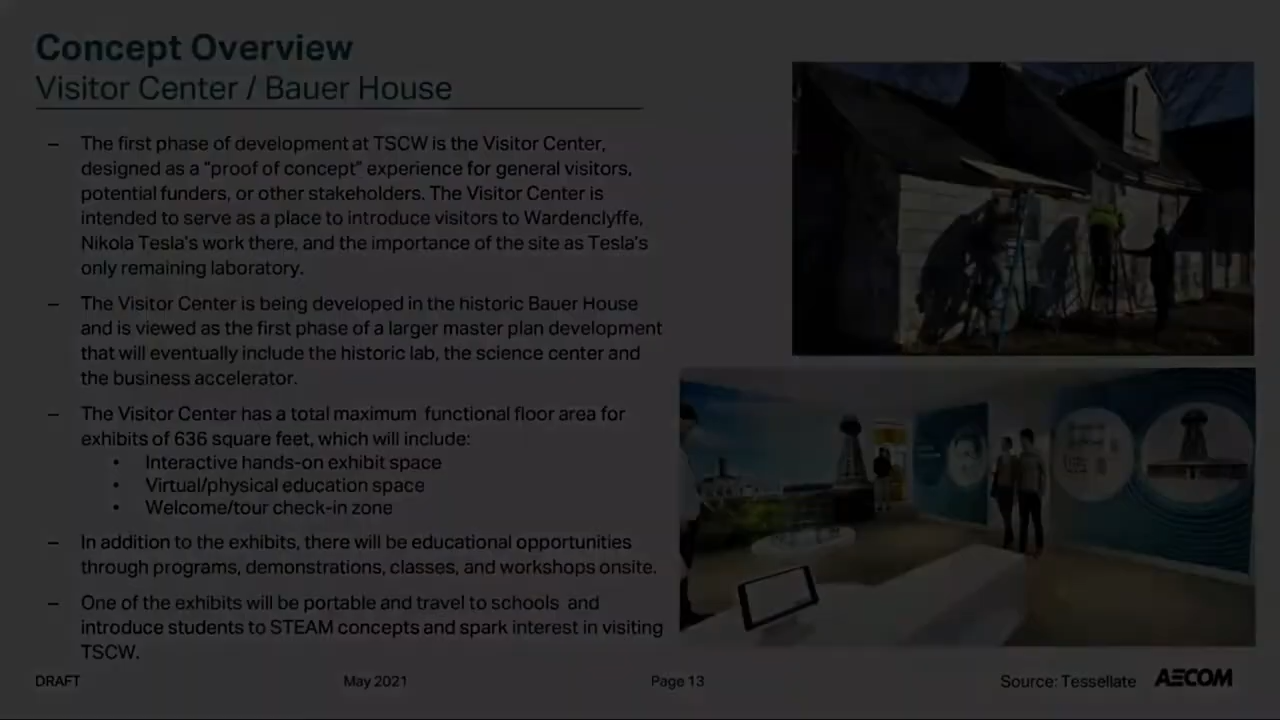 Concept Overview
Visitor Center / Bauer House
– The first phase of development at TSCW is the Visitor Center,
designed as a “proof of concept” experience for general visitors,
potential funders, or other stakeholders. The Visitor Center is
intended to serve as a place to introduce visitors to Wardenclyffe,
Nikola Tesla’s work there, and the importance of the site as Tesla’s
only remaining laboratory.
– The Visitor Center is being developed in the historic Bauer House
and is viewed as the first phase of a larger master plan development
that will eventually include the historic lab, the science center and
the business accelerator.
– The Visitor Center has a total maximum functional floor area for
exhibits of 636 square feet, which will include:
• Interactive hands-on exhibit space
• Virtual/physical education space
• Welcome/tour check-in zone
– In addition to the exhibits, there will be educational opportunities
through programs, demonstrations, classes, and workshops onsite.
– One of the exhibits will be portable and travel to schools and
introduce students to STEAM concepts and spark interest in visiting
TSCW.
DRAFT May 2021 Page 13 Source: Tessellate AECOM